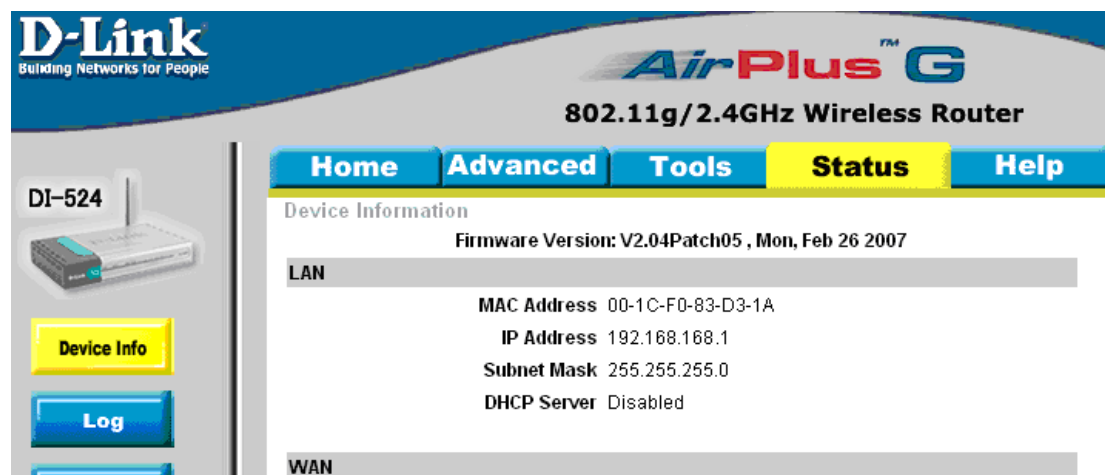 D-Link
Building Networks for People
AirPlus G
TM
802.11g/2.4GHz Wireless Router
Home Advanced Tools Status Help
DI-524
Device Information
Firmware Version: V2.04Patch05 , Mon, Feb 26 2007
LAN
MAC Address 00-1C-F0-83-D3-1A
IP Address 192.168.168.1
Subnet Mask 255.255.255.0
DHCP Server Disabled
Device Info
Log
WAN